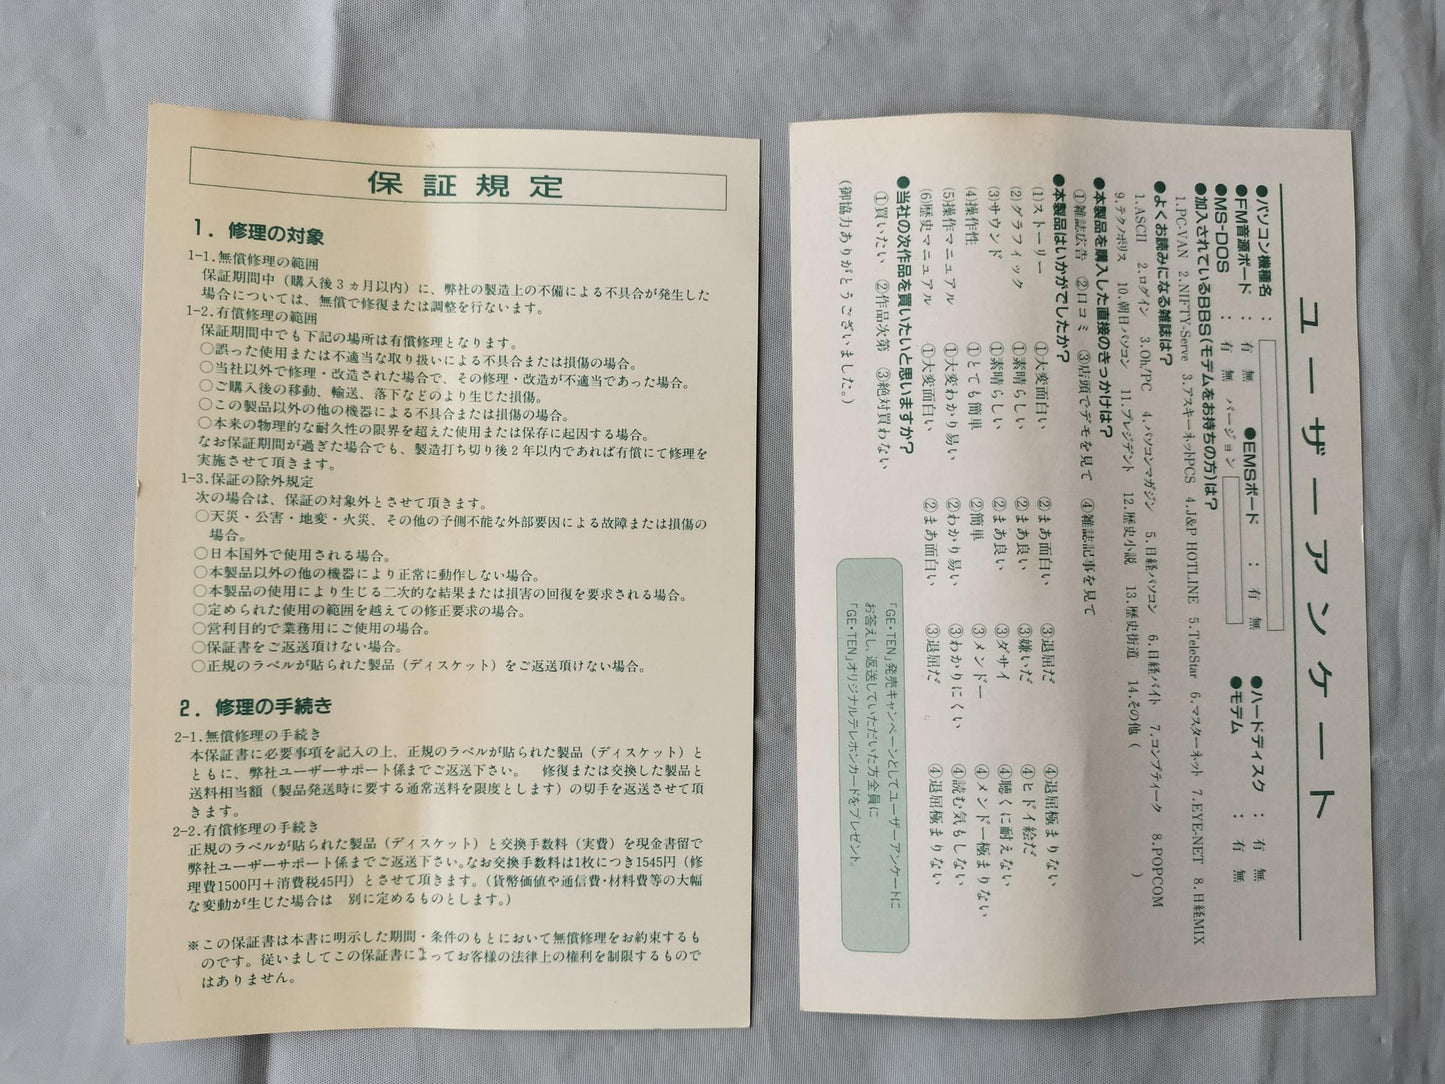 保証規定
1．修理の対象
1-1.無償修理の範囲
保証期間中（購入後3ヵ月以内）に、弊社の製造上の不備による不具合が発生した
場合については、無償で修復または調整を行ないます。
1-2.有償修理の範囲
保証期間中でも下記の場所は有償修理となります。
○誤った使用または不適当な取り扱いによる不具合または損傷の場合。
○当社以外で修理・改造された場合で、その修理・改造が不適当であった場合。
○ご購入後の移動、輸送、落下などのより生じた損傷。
○この製品以外の他の機器による不具合または損傷の場合。
○本来の物理的な耐久性の限界を超えた使用または保存に起因する場合。
なお保証期間が過ぎた場合でも、製造打ち切り後2年以内であれば有償にて修理を
実施させて頂きます。
1-3.保証の除外規定
次の場合は、保証の対象外とさせて頂きます。
○天災・公害・地変・火災、その他の予側不能な外部要因による故障または損傷の
場合。
○日本国外で使用される場合。
○本製品以外の他の機器により正常に動作しない場合。
○本製品の使用により生じる二次的な結果または損害の回復を要求される場合。
○定められた使用の範囲を越えての修正要求の場合。
○営利目的で業務用にご使用の場合。
○保証書をご返送頂けない場合。
○正規のラベルが貼られた製品（ディスケット）をご返送頂けない場合。
2．修理の手続き
2-1.無償修理の手続き
本保証書に必要事項を記入の上、正規のラベルが貼られた製品（ディスケット）と
ともに、弊社ユーザーサポート係までご返送下さい。　修復または交換した製品と
送料相当額（製品発送時に要する通常送料を限度とします）の切手を返送させて頂
きます。
2-2.有償修理の手続き
正規のラベルが貼られた製品（ディスケット）と交換手数料（実費）を現金書留で
弊社ユーザーサポート係までご返送下さい。なお交換手数料は1枚につき1545円（修
理費1500円＋消費税45円）とさせて頂きます。（貨幣価値や通信費・材料費等の大幅
な変動が生じた場合は　別に定めるものとします。）
※この保証書は本書に明示した期間・条件のもとにおいて無償修理をお約束するも
のです。従いましてこの保証書によってお客様の法律上の権利を制限するもので
はありません。
ユーザーアンケート
●パソコン機種名　：
●FM音源ボード　：　有　無　●EMSボード　：　有　無　●ハードディスク　：　有　無
●MS-DOS　：　有　無　バージョン　●モデム　：　有　無
●加入されているBBS(モデムをお持ちの方)は？
1.PC-VAN　2.NIFTY-Serve　3.アスキーネットPCS　4.J&P HOTLINE　5.TeleStar　6.マスターネット　7.EYE-NET　8.日経MIX
●よくお読みになる雑誌は？
1.ASCII　2.ログイン　3.Oh!PC　4.パソコンマガジン　5.日経パソコン　6.日経バイト　7.コンプティーク　8.POPCOM
9.テクノポリス　10.朝日パソコン　11.プレジデント　12.歴史小説　13.歴史街道　14.その他（　）
●本製品を購入した直接のきっかけは？
①雑誌広告　②口コミ　③店頭でデモを見て　④雑誌記事を見て
●本製品はいかがでしたか？
(1)ストーリー　①大変面白い　②まあ面白い　③退屈だ　④退屈極まりない
(2)グラフィック　①素晴らしい　②まあ良い　③嫌いだ　④ヒドイ絵だ
(3)サウンド　①素晴らしい　②まあ良い　③ダサイ　④聴くに耐えない
(4)操作性　①とても簡単　②簡単　③メンドー　④メンドー極まりない
(5)操作マニュアル　①大変わかり易い　②わかり易い　③わかりにくい　④読む気もしない
(6)歴史マニュアル　①大変面白い　②まあ面白い　③退屈だ　④退屈極まりない
●当社の次作品を買いたいと思いますか？
①買いたい　②作品次第　③絶対買わない
(御協力ありがとうございました。)
「GE・TEN」発売キャンペーンとしてユーザーアンケートに
お答えし、返送していただいた方全員に
「GE・TEN」オリジナルテレホンカードをプレゼント。